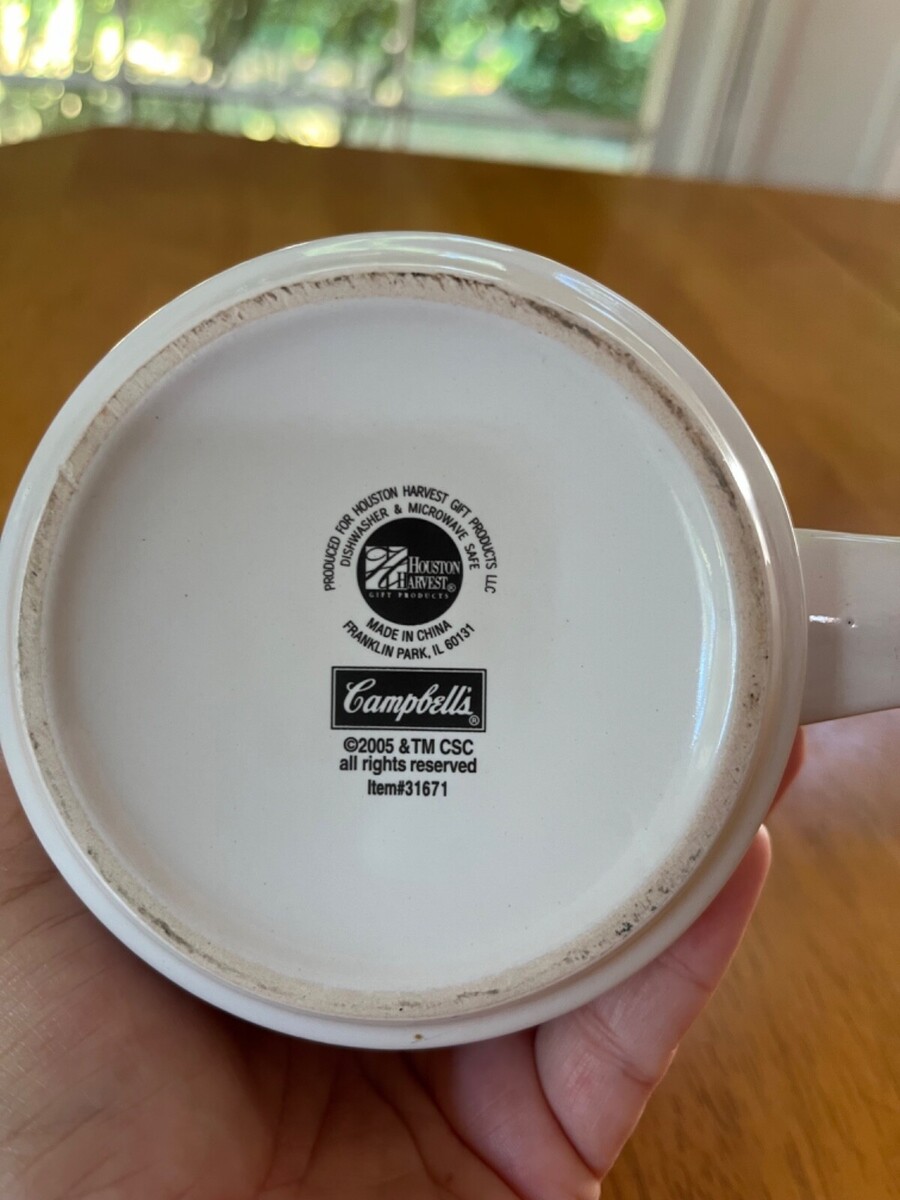 PRODUCED FOR HOUSTON HARVEST GIFT PRODUCTS LLC
DISHWASHER & MICROWAVE SAFE
HOUSTON
HARVEST®
GIFT PRODUCTS
MADE IN CHINA
FRANKLIN PARK, IL 60131
Campbell's®
©2005 &TM CSC
all rights reserved
Item#31671